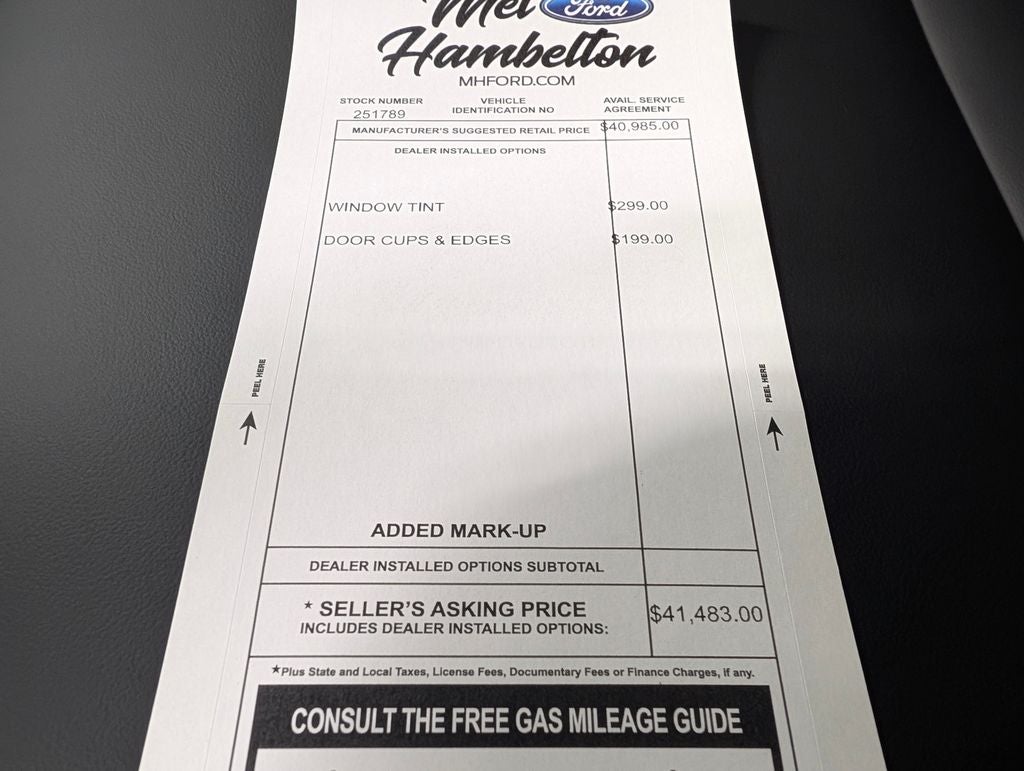 Mel Ford
Hambelton
MHFORD.COM
STOCK NUMBER VEHICLE IDENTIFICATION NO AVAIL. SERVICE AGREEMENT
251789
MANUFACTURER'S SUGGESTED RETAIL PRICE $40,985.00
DEALER INSTALLED OPTIONS
WINDOW TINT $299.00
DOOR CUPS & EDGES $199.00
PEEL HERE PEEL HERE
ADDED MARK-UP
DEALER INSTALLED OPTIONS SUBTOTAL
* SELLER'S ASKING PRICE $41,483.00
INCLUDES DEALER INSTALLED OPTIONS:
*Plus State and Local Taxes, License Fees, Documentary Fees or Finance Charges, if any.
CONSULT THE FREE GAS MILEAGE GUIDE